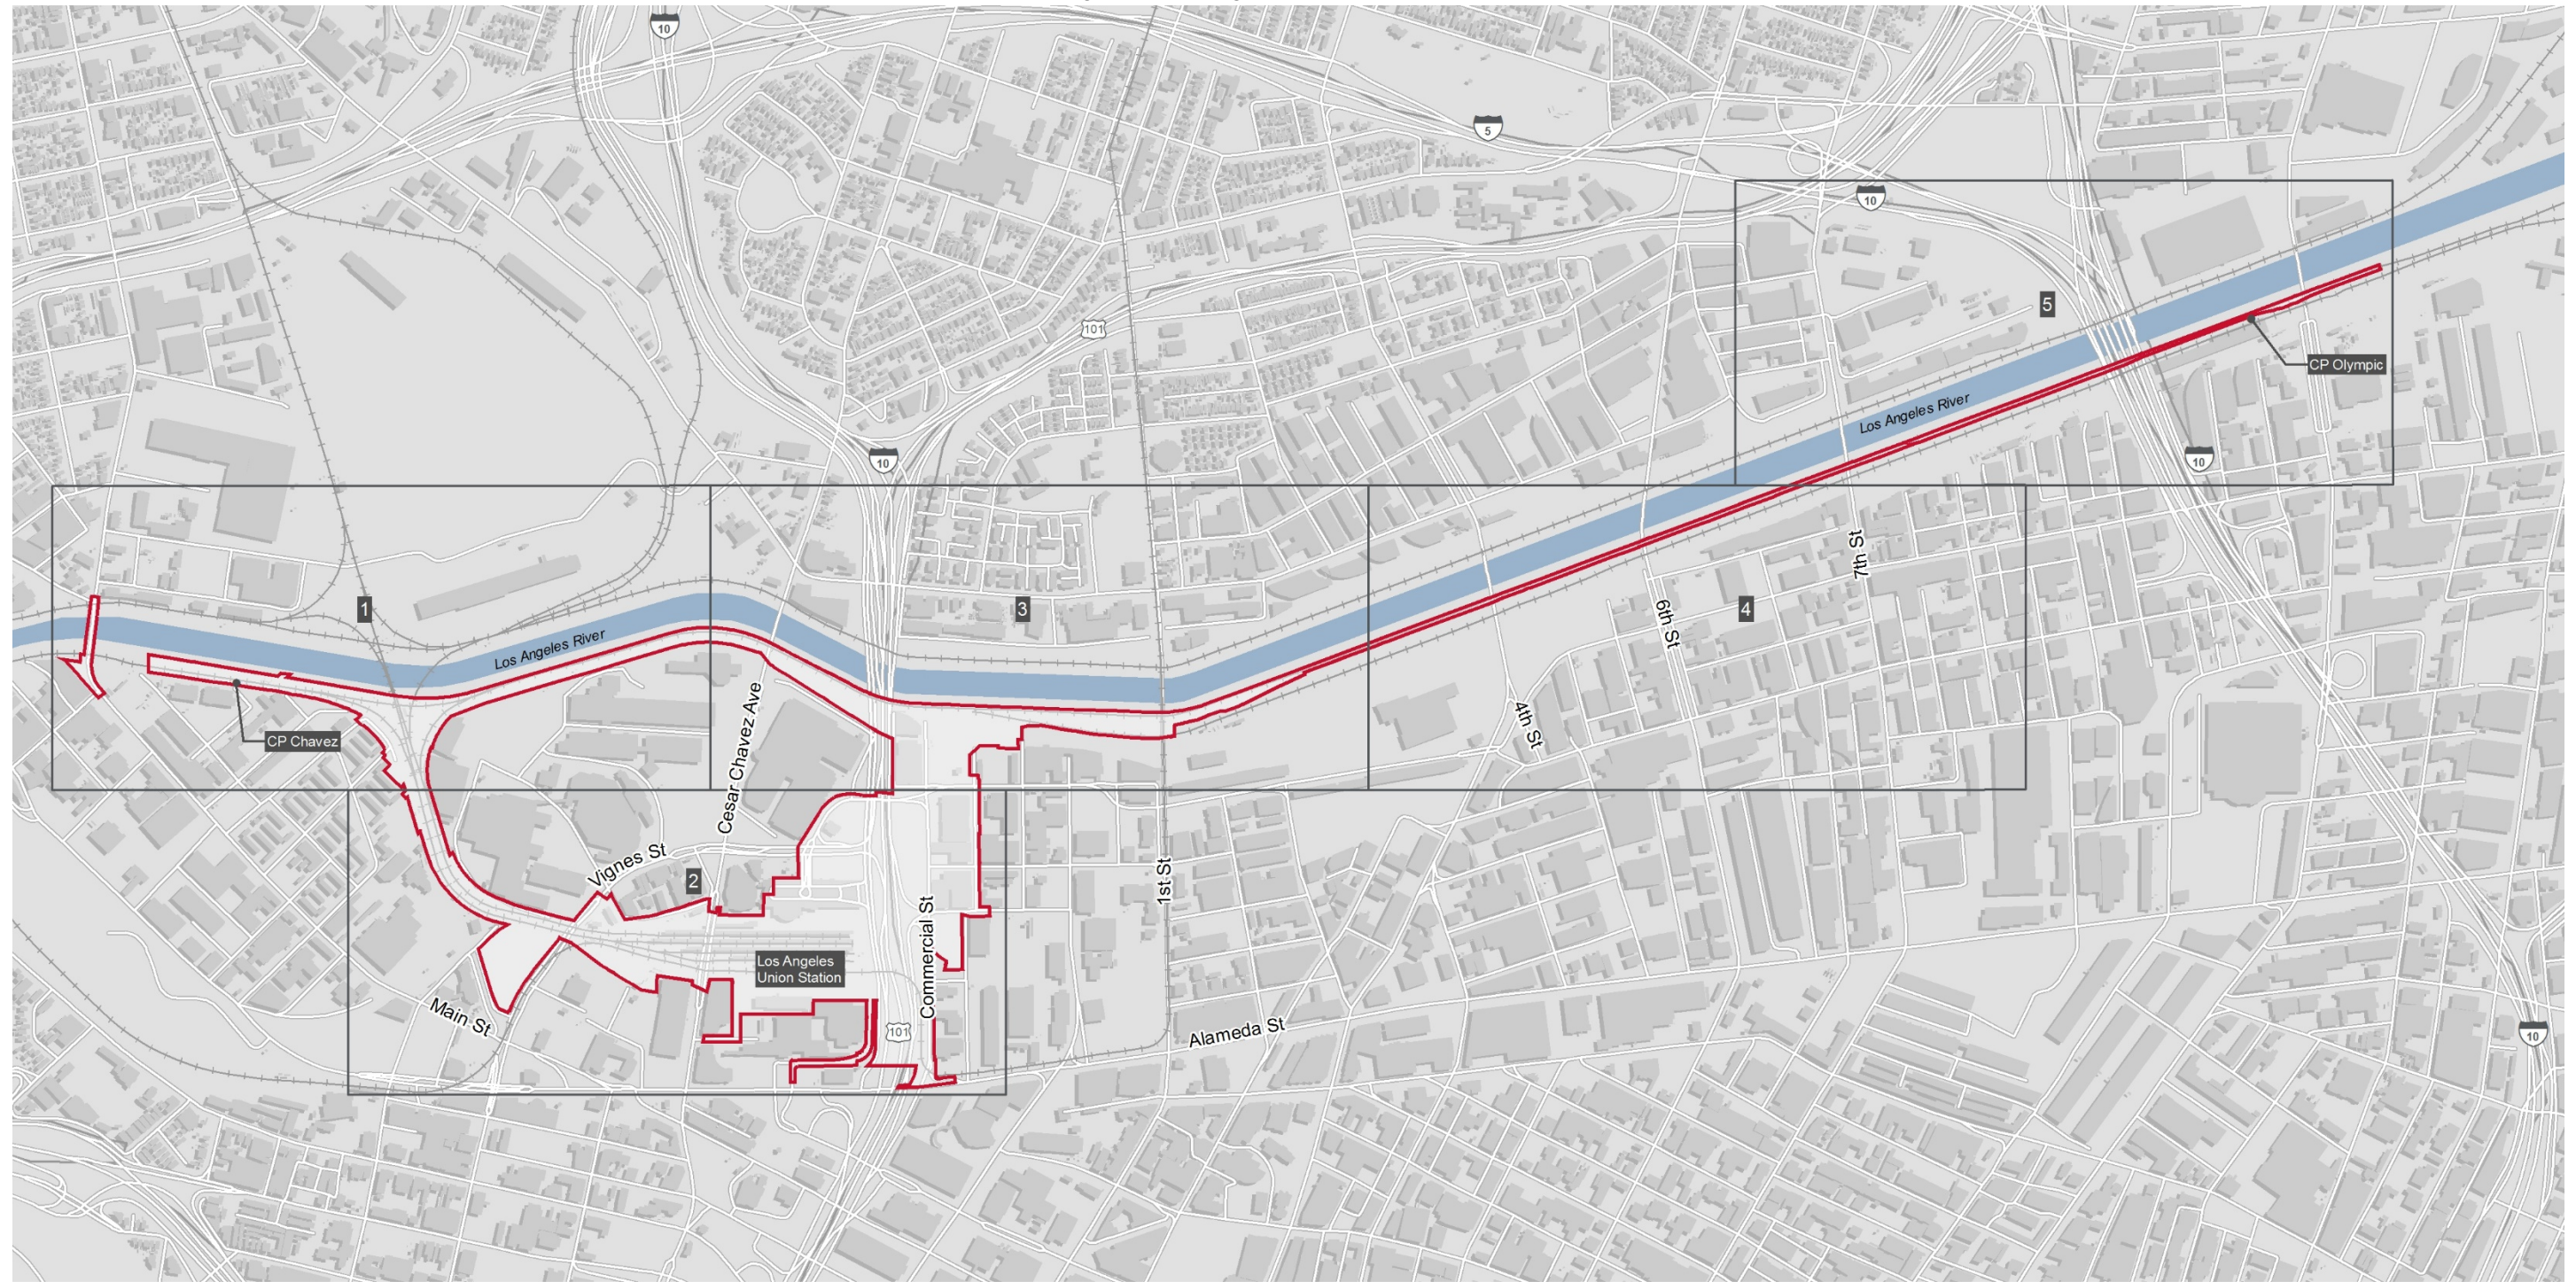 10
5
10
5
101
CP Olympic
Los Angeles River
10
10
7th St
1
3
4
6th St
Los Angeles River
4th St
Cesar Chavez Ave
CP Chavez
Vignes St
2
1st St
Commercial St
Los Angeles
Union Station
Main St
101
Alameda St
10